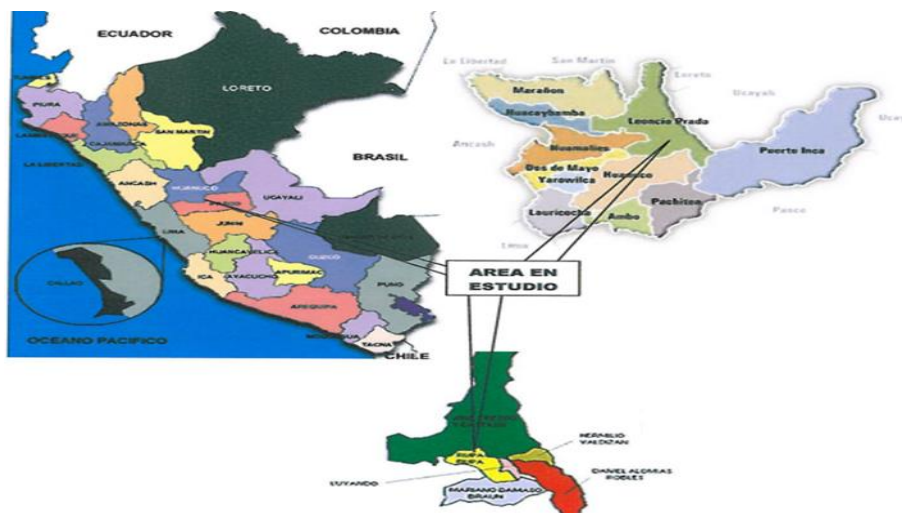 ECUADOR
COLOMBIA
LORETO
PIURA
AMAZONAS
SAN MARTIN
CAJAMARCA
LA LIBERTAD
BRASIL
ANCASH
HUANUCO
UCAYALI
LIMA
JUNIN
HUANCAVELICA
CUZCO
ICA
AYACUCHO
APURIMAC
PUNO
CALLAO
AREQUIPA
OCEANO PACIFICO
TACNA
CHILE
La Libertad
San Martin
Loreto
Ucayali
Marañon
Huacaybamba
Leoncio Prado
Ancash
Huamalies
Puerto Inca
Dos de Mayo
Huanuco
Yarowilca
Pachitea
Lauricocha
Ambo
Pasco
Lima
AREA EN
ESTUDIO
HERMILIO
VALDIZAN
RUPA
RUPA
DANIEL ALOMIAS
ROBLES
LUYANDO
MARIANO DAMASO
BRAUN